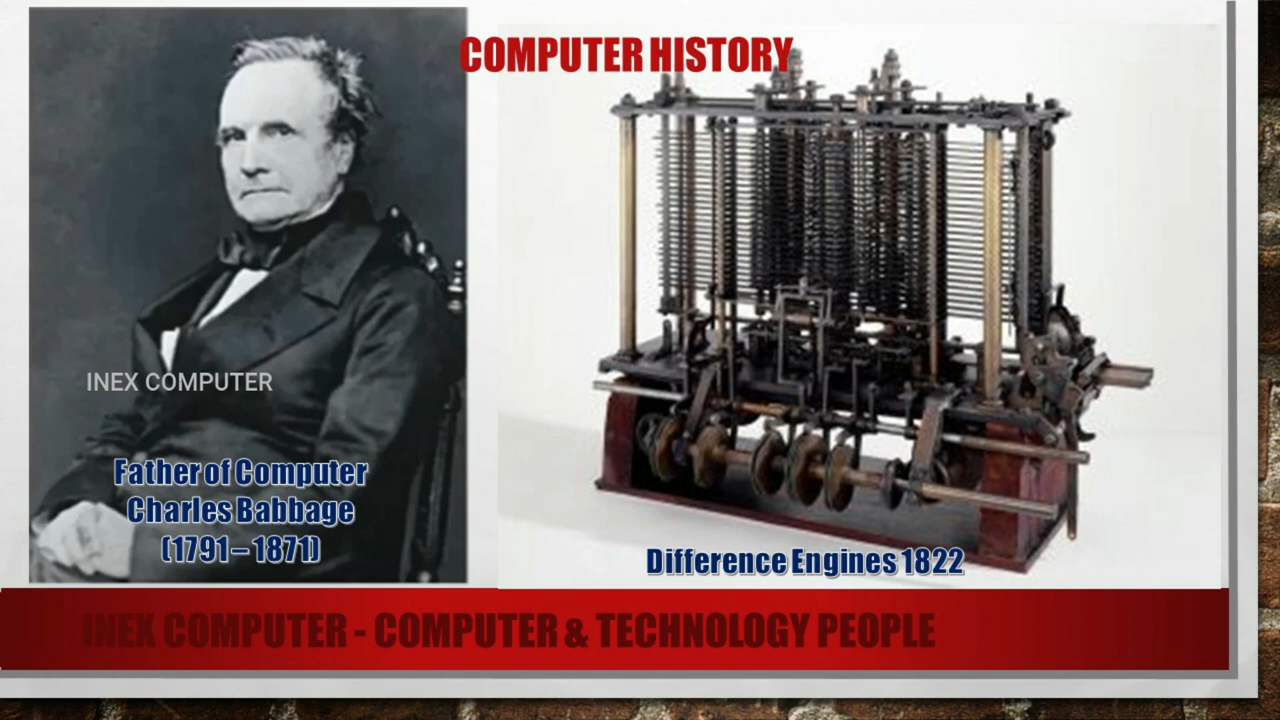 COMPUTER HISTORY
INEX COMPUTER
Father of Computer
Charles Babbage
(1791 – 1871)
Difference Engines 1822
INEX COMPUTER - COMPUTER & TECHNOLOGY PEOPLE